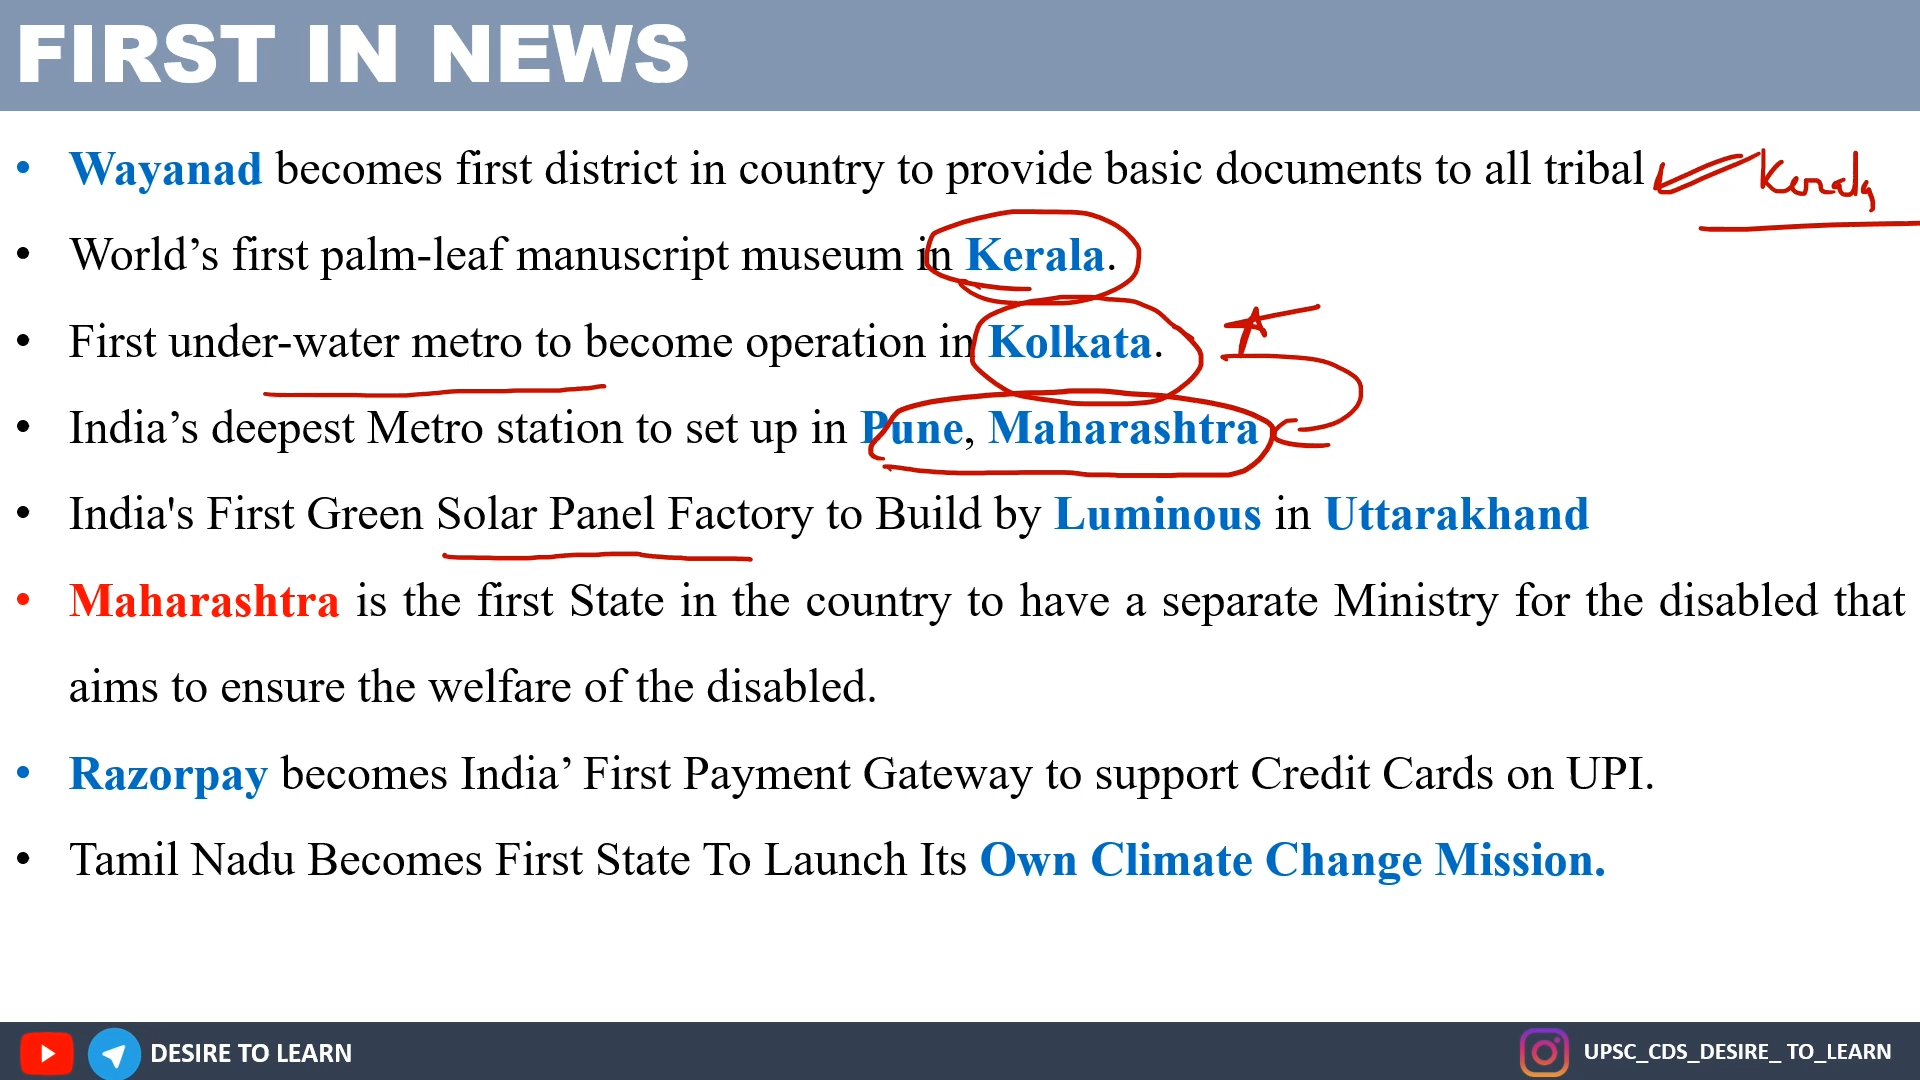 FIRST IN NEWS
• Wayanad becomes first district in country to provide basic documents to all tribal Kerala
• World’s first palm-leaf manuscript museum in Kerala.
• First under-water metro to become operation in Kolkata.
• India’s deepest Metro station to set up in Pune, Maharashtra
• India's First Green Solar Panel Factory to Build by Luminous in Uttarakhand
• Maharashtra is the first State in the country to have a separate Ministry for the disabled that
aims to ensure the welfare of the disabled.
• Razorpay becomes India’ First Payment Gateway to support Credit Cards on UPI.
• Tamil Nadu Becomes First State To Launch Its Own Climate Change Mission.
DESIRE TO LEARN UPSC_CDS_DESIRE_ TO_LEARN